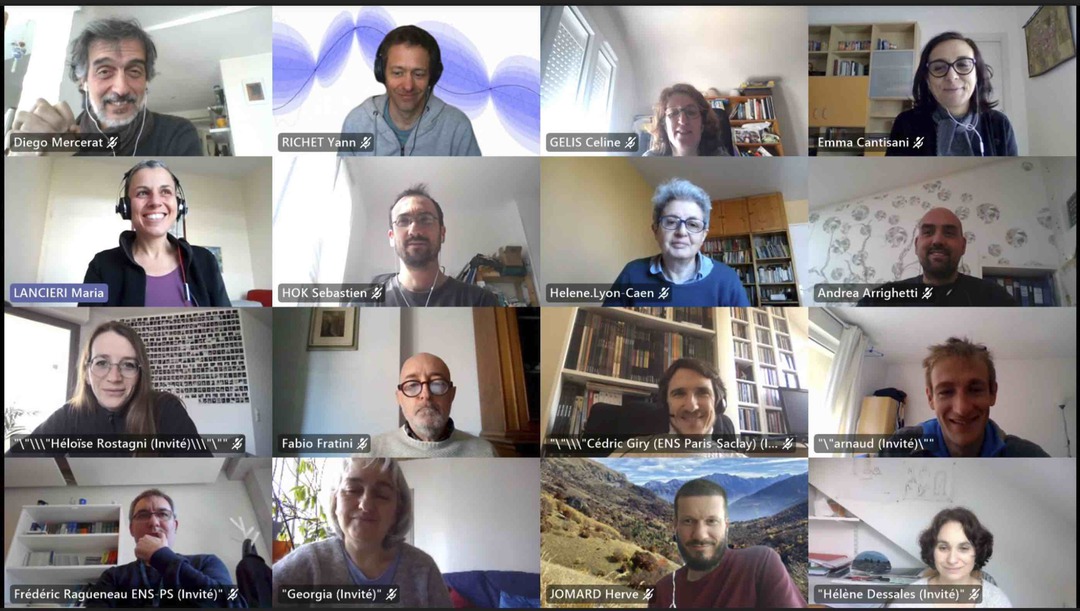 Diego Mercerat
RICHET Yann
GELIS Celine
Emma Cantisani
LANCIERI Maria
HOK Sebastien
Helene.Lyon-Caen
Andrea Arrighetti
"\"\\\"Héloïse Rostagni (Invité)\\\"\""
Fabio Fratini
"\"\\\"Cédric Giry (ENS Paris-Saclay) (I...
"\"arnaud (Invité)\""
Frédéric Ragueneau ENS-PS (Invité)"
"Georgia (Invité)"
JOMARD Herve
"Hélène Dessales (Invité)"